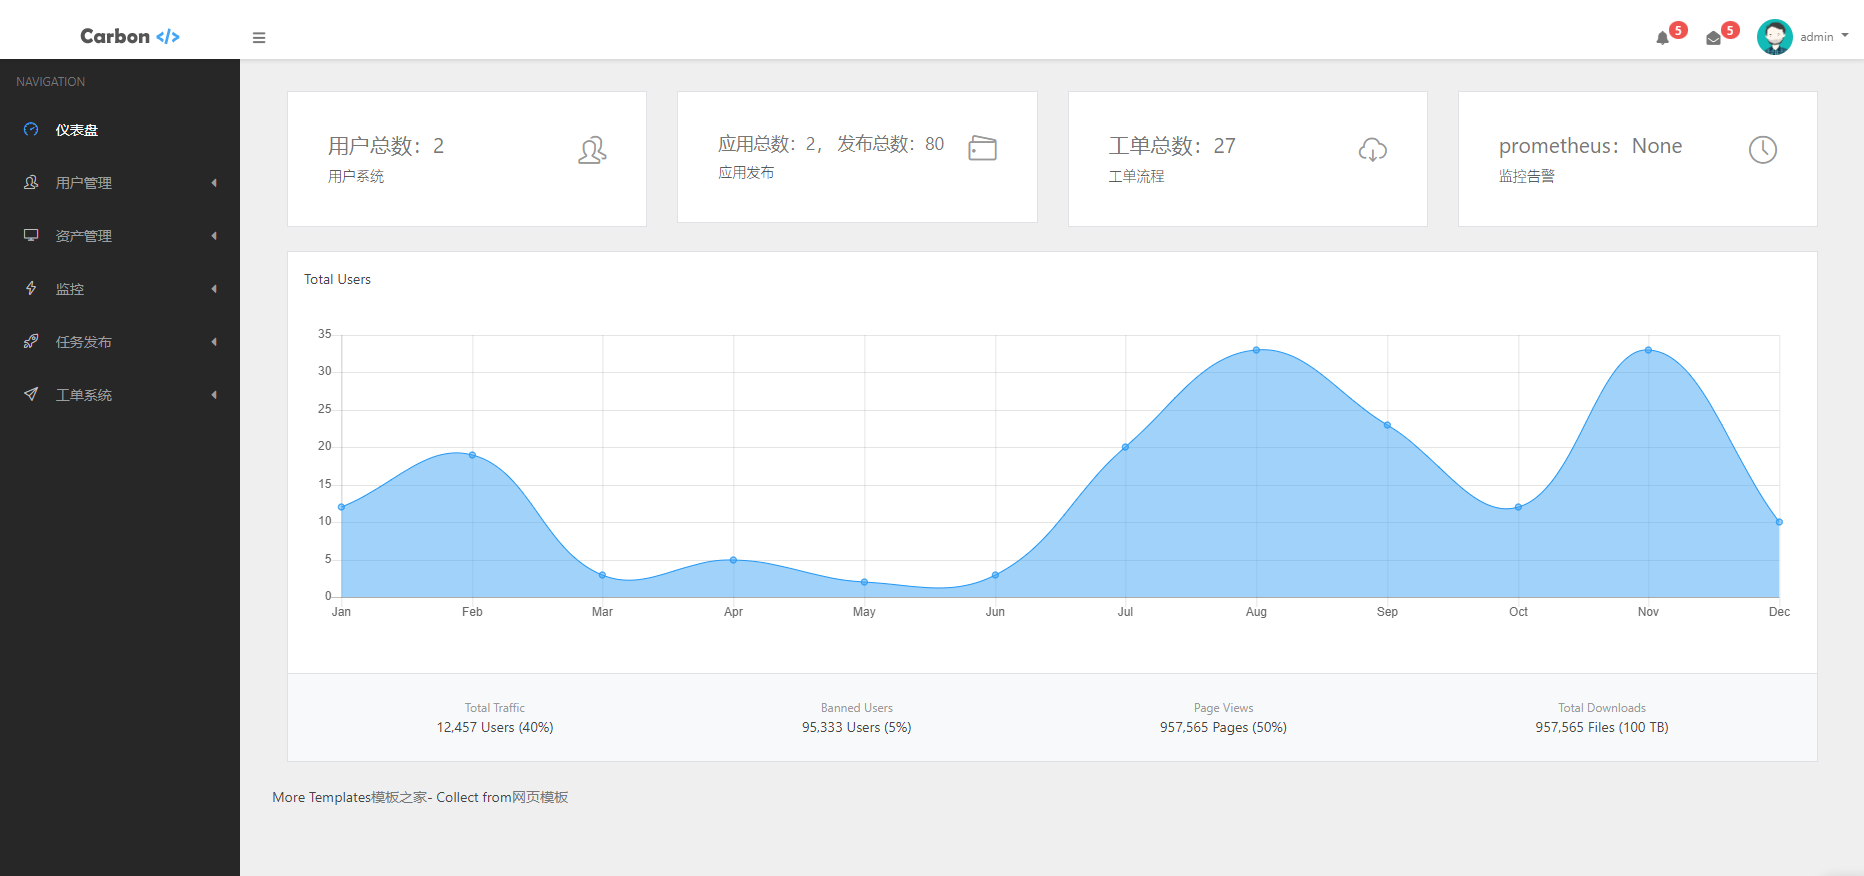 Carbon </>
5
5
admin
NAVIGATION
仪表盘
用户管理
资产管理
监控
任务发布
工单系统
用户总数：2
用户系统
应用总数：2， 发布总数：80
应用发布
工单总数：27
工单流程
prometheus：None
监控告警
Total Users
35
30
25
20
15
10
5
0
Jan Feb Mar Apr May Jun Jul Aug Sep Oct Nov Dec
Total Traffic
12,457 Users (40%)
Banned Users
95,333 Users (5%)
Page Views
957,565 Pages (50%)
Total Downloads
957,565 Files (100 TB)
More Templates模板之家- Collect from网页模板